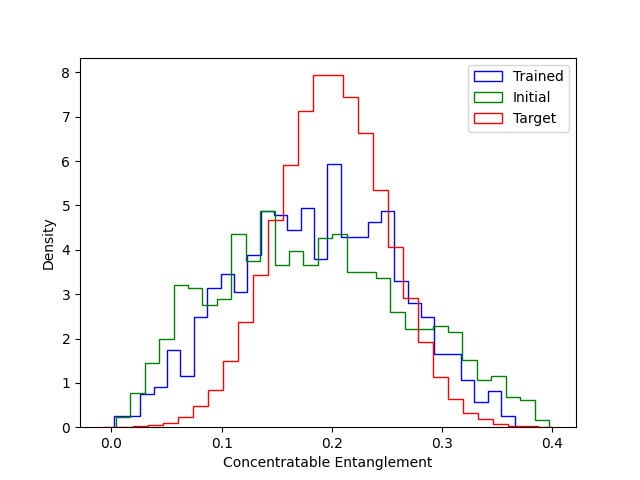 Trained
Initial
Target
8
7
6
5
4
3
2
1
0
Density
0.0 0.1 0.2 0.3 0.4
Concentratable Entanglement